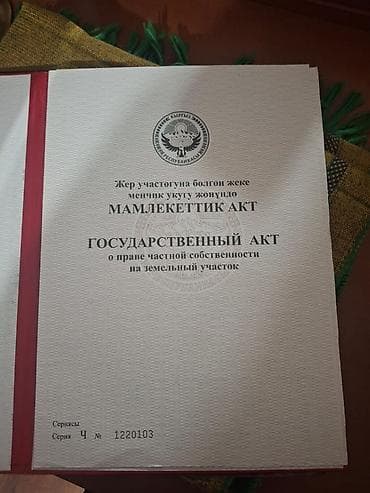 Жер участогуна болгон жеке
менчик укугу жөнүндө
МАМЛЕКЕТТИК АКТ
ГОСУДАРСТВЕННЫЙ АКТ
о праве частной собственности
на земельный участок
Сериясы
Серия Ч № 1220103